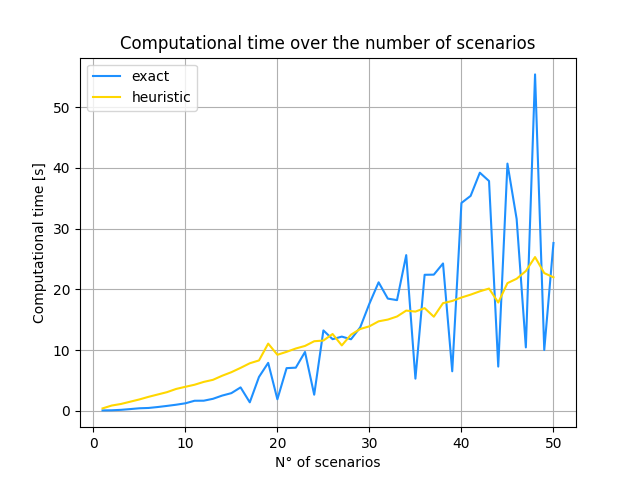 Computational time over the number of scenarios
exact
heuristic
Computational time [s]
50
40
30
20
10
0
0 10 20 30 40 50
N° of scenarios